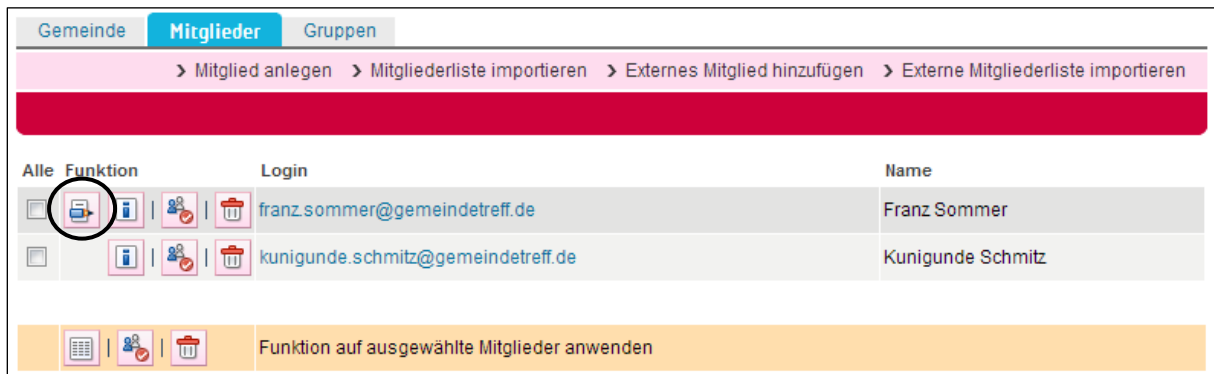 Gemeinde Mitglieder Gruppen
› Mitglied anlegen › Mitgliederliste importieren › Externes Mitglied hinzufügen › Externe Mitgliederliste importieren
Alle Funktion Login Name
franz.sommer@gemeindetreff.de Franz Sommer
kunigunde.schmitz@gemeindetreff.de Kunigunde Schmitz
Funktion auf ausgewählte Mitglieder anwenden